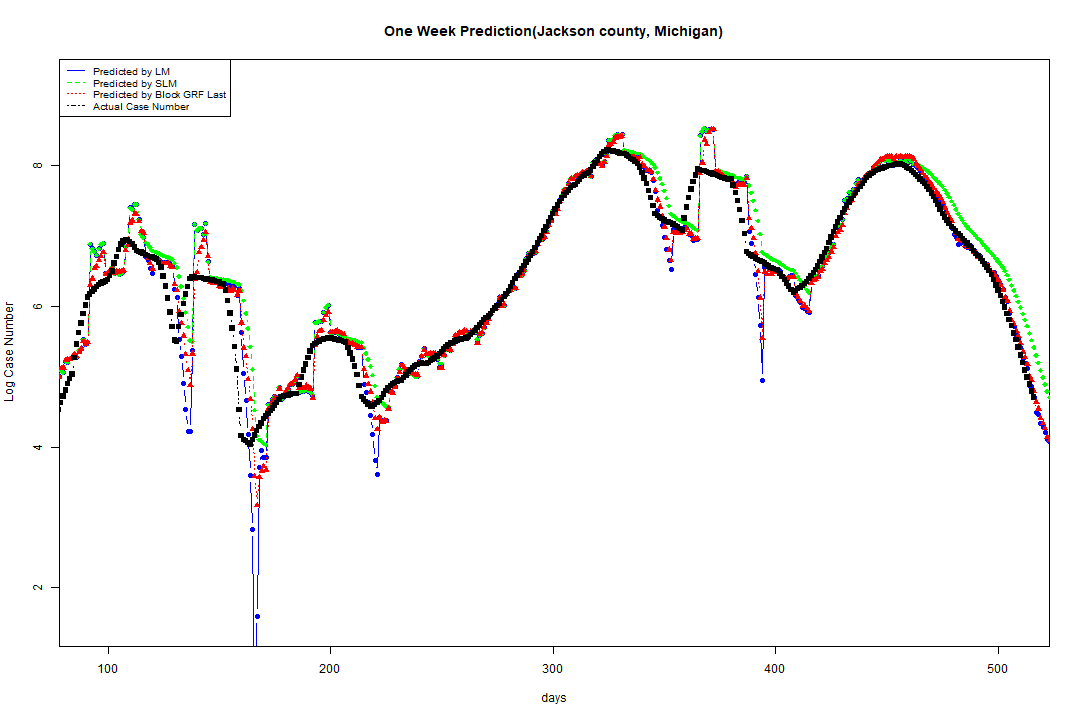 One Week Prediction(Jackson county, Michigan)
Predicted by LM
Predicted by SLM
Predicted by Block GRF Last
Actual Case Number
8
6
4
2
Log Case Number
100 200 300 400 500
days